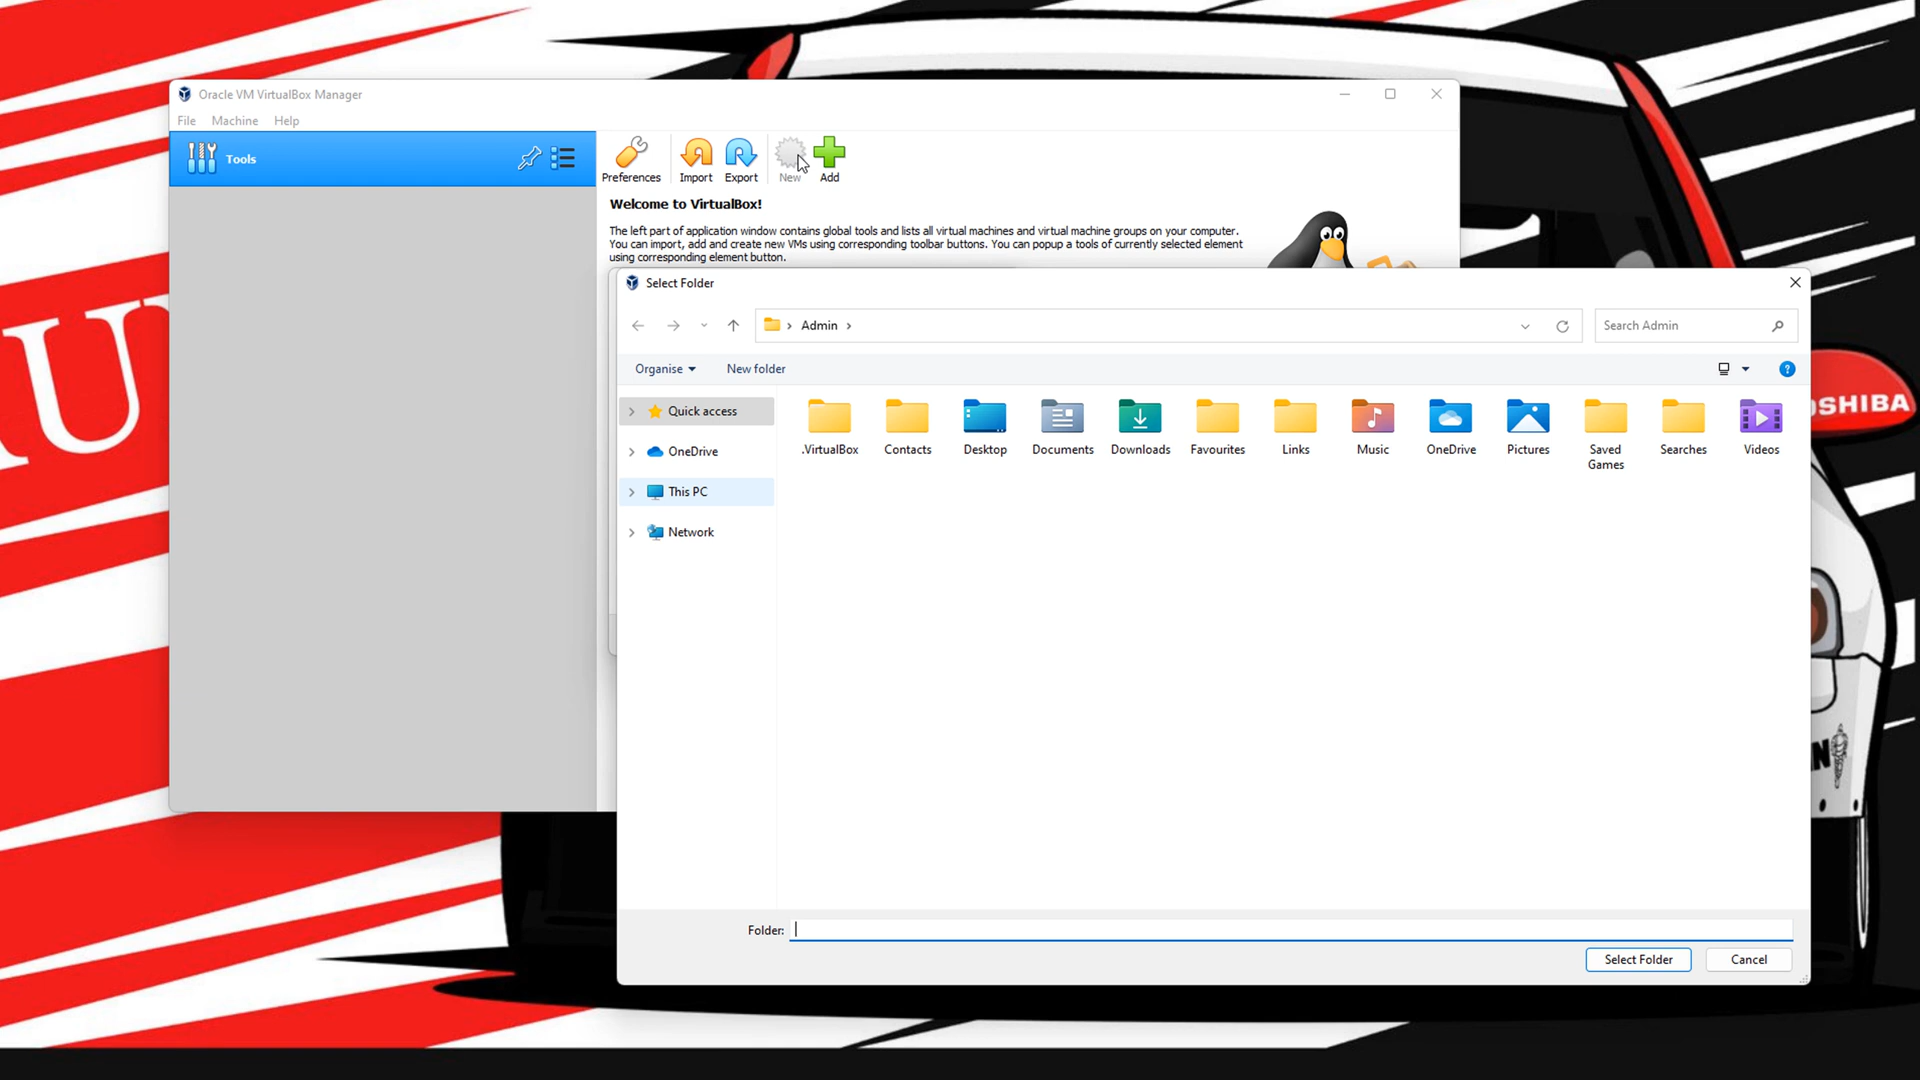 Oracle VM VirtualBox Manager
File Machine Help
Tools
Preferences Import Export New Add
Welcome to VirtualBox!
The left part of application window contains global tools and lists all virtual machines and virtual machine groups on your computer.
You can import, add and create new VMs using corresponding toolbar buttons. You can popup a tools of currently selected element
using corresponding element button.
Select Folder
Admin
Search Admin
Organise New folder
Quick access
OneDrive
This PC
Network
.VirtualBox Contacts Desktop Documents Downloads Favourites Links Music OneDrive Pictures Saved Games Searches Videos
Folder:
Select Folder Cancel
AU
OSHIBA